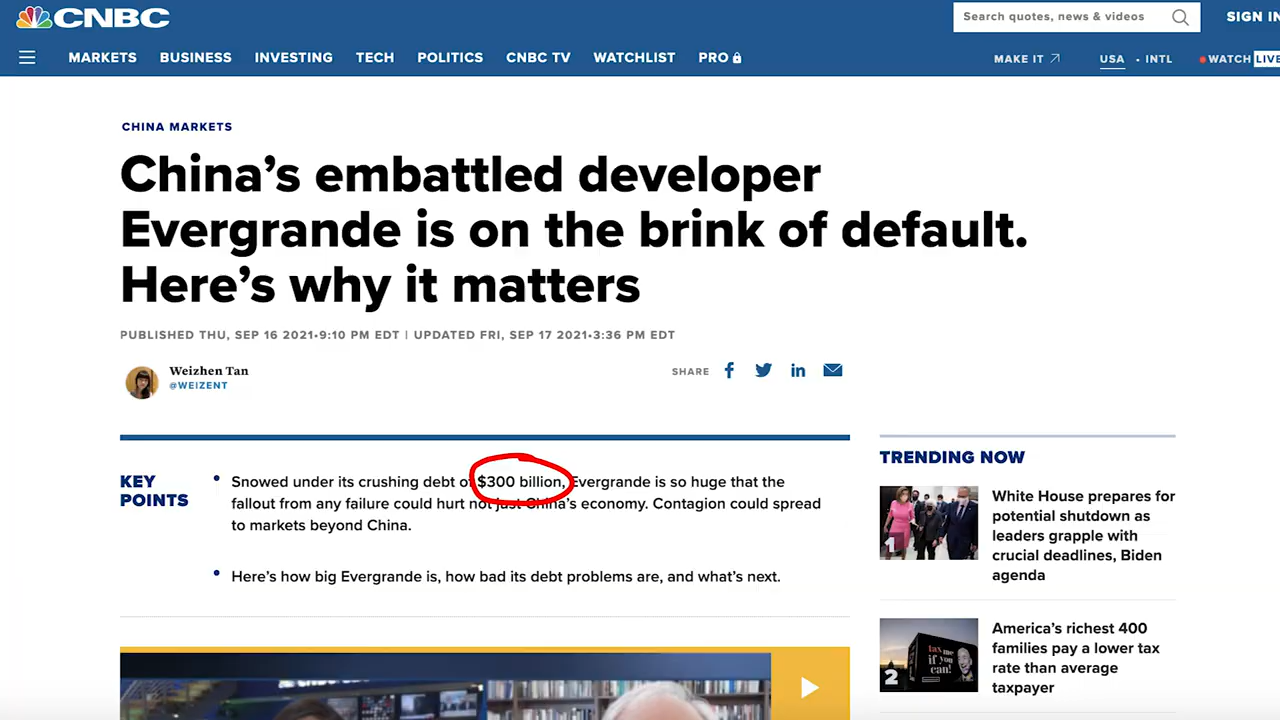 CNBC
Search quotes, news & videos
SIGN IN
MARKETS BUSINESS INVESTING TECH POLITICS CNBC TV WATCHLIST PRO
MAKE IT USA • INTL WATCH LIVE
CHINA MARKETS
China’s embattled developer
Evergrande is on the brink of default.
Here’s why it matters
PUBLISHED THU, SEP 16 2021•9:10 PM EDT | UPDATED FRI, SEP 17 2021•3:36 PM EDT
Weizhen Tan
@WEIZENT
SHARE
KEY
POINTS
• Snowed under its crushing debt of $300 billion, Evergrande is so huge that the
fallout from any failure could hurt not just China’s economy. Contagion could spread
to markets beyond China.
• Here’s how big Evergrande is, how bad its debt problems are, and what’s next.
TRENDING NOW
1
White House prepares for
potential shutdown as
leaders grapple with
crucial deadlines, Biden
agenda
tax
me
if you
can!
2
America’s richest 400
families pay a lower tax
rate than average
taxpayer